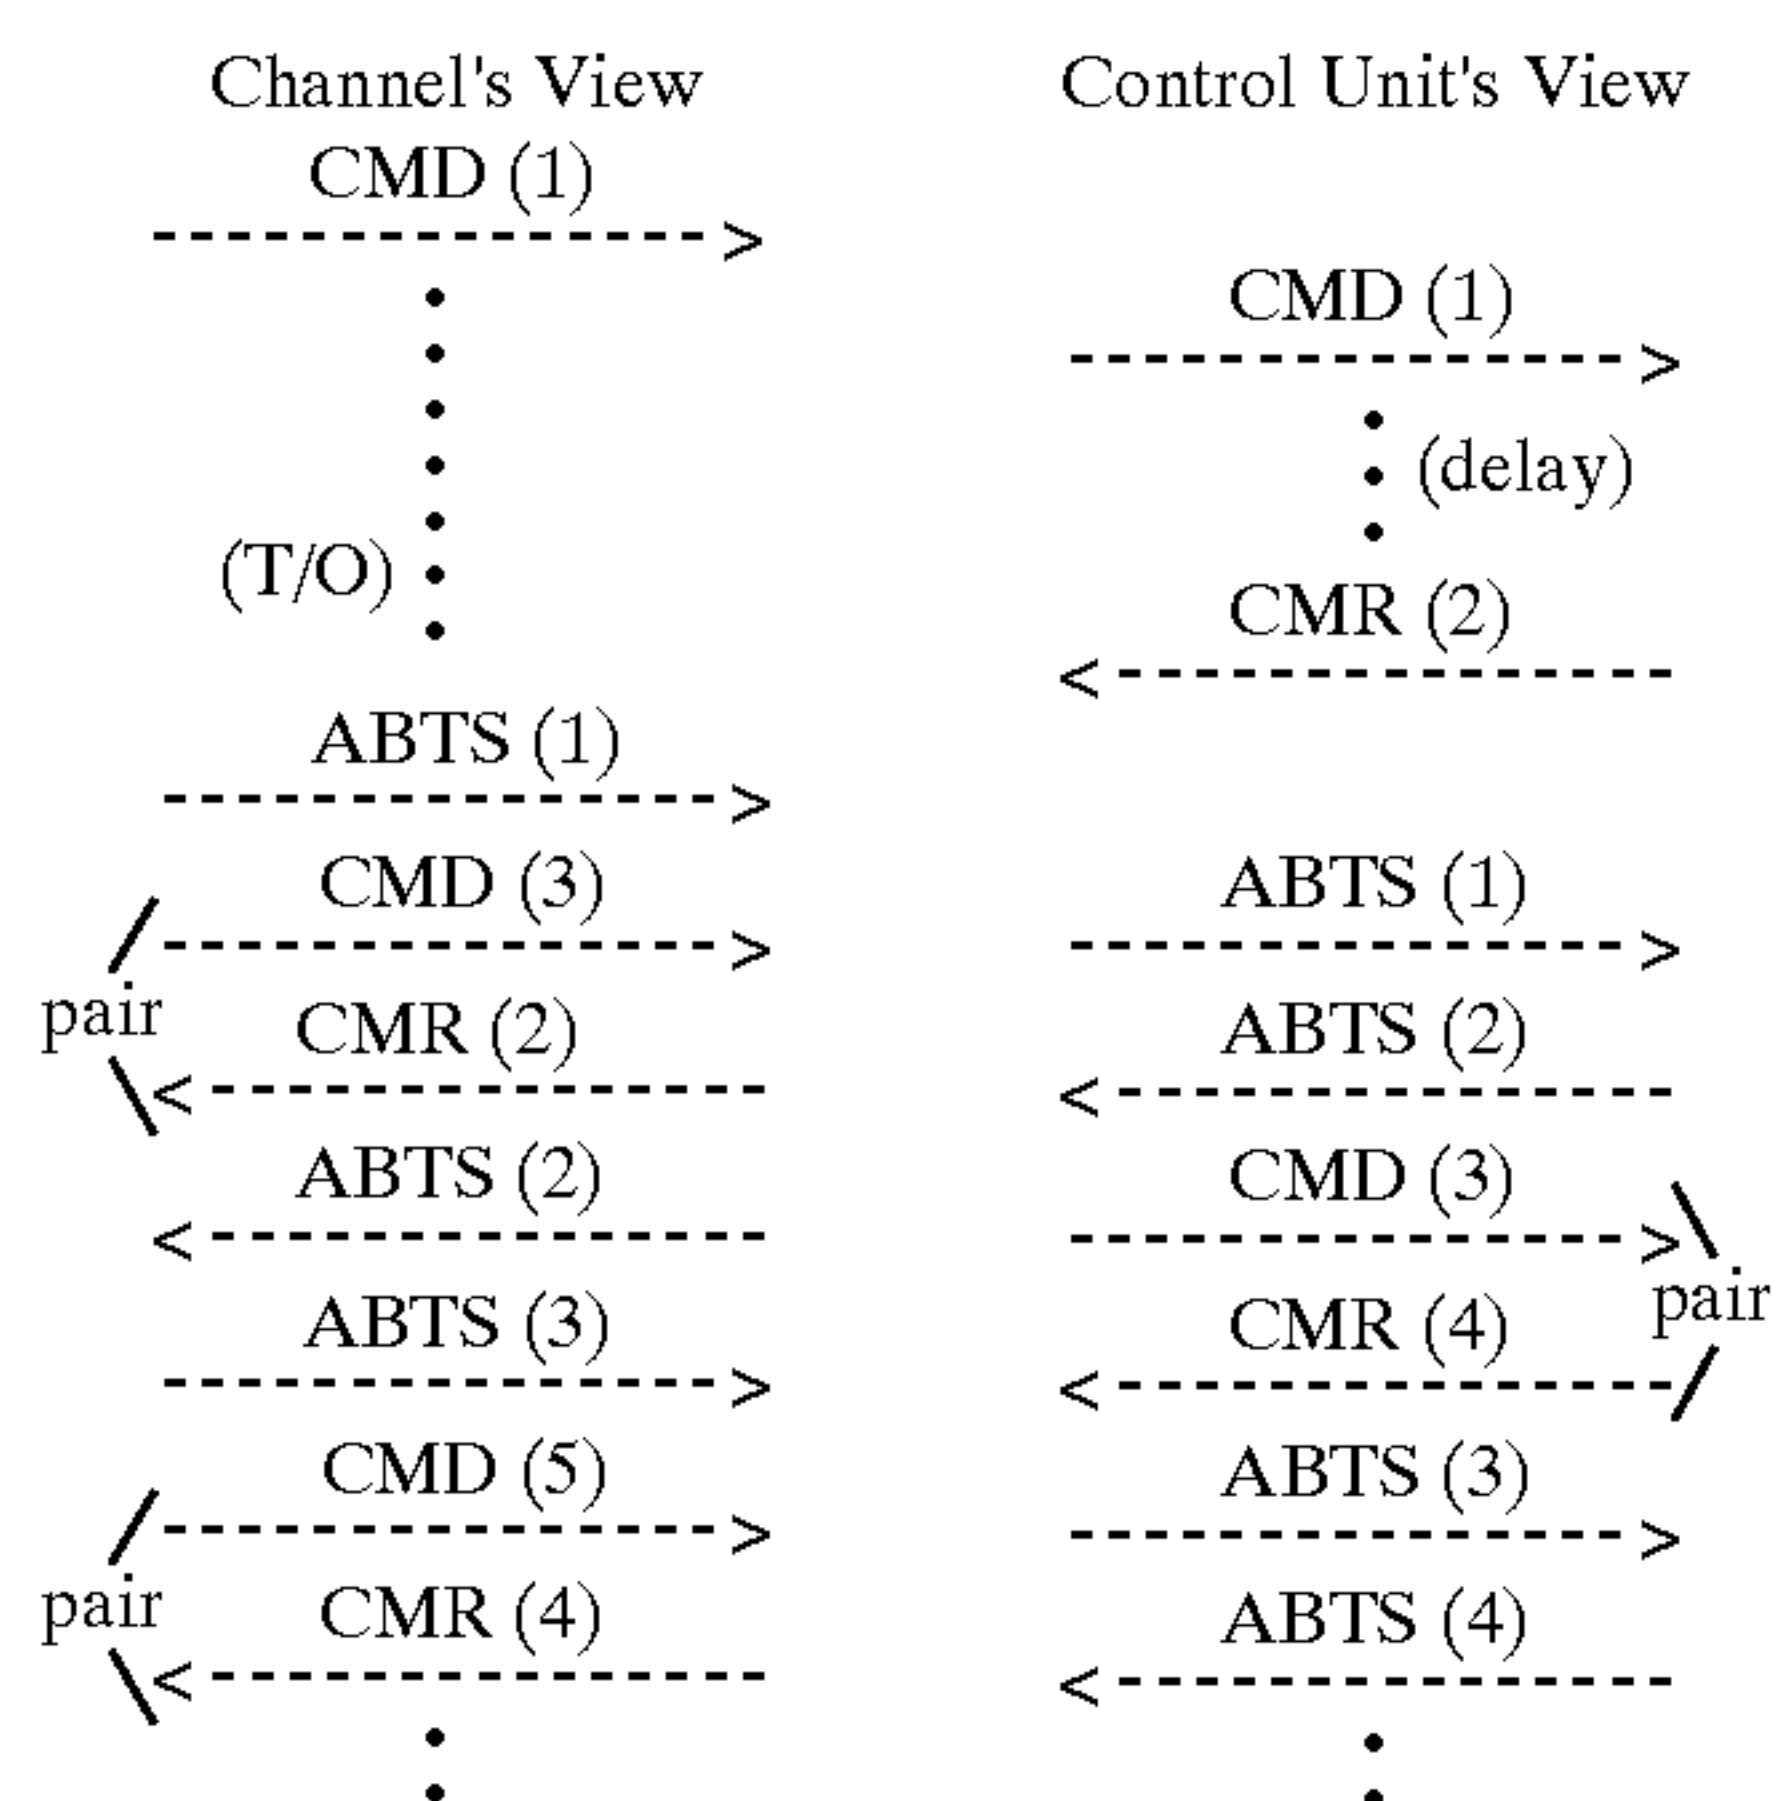 Channel's View
CMD (1)
(T/O)
ABTS (1)
CMD (3)
pair
CMR (2)
ABTS (2)
ABTS (3)
CMD (5)
pair
CMR (4)
Control Unit's View
CMD (1)
(delay)
CMR (2)
ABTS (1)
ABTS (2)
CMD (3)
pair
CMR (4)
ABTS (3)
ABTS (4)